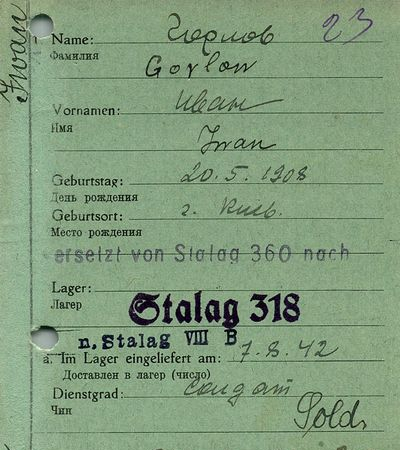 Iwan
Name: Горлов 23
Фамилия
Gorlow
Vornamen: Иван
Имя
Iwan
Geburtstag: 20.5.1908
День рождения
Geburtsort: г. Киев.
Место рождения
ersetzt von Stalag 360 nach
Lager:
Лагер
Stalag 318
n. Stalag VIII B
a. Im Lager eingeliefert am: 7.8.42
Доставлен в лагер (число)
Dienstgrad: Солдат
Чин
Sold.